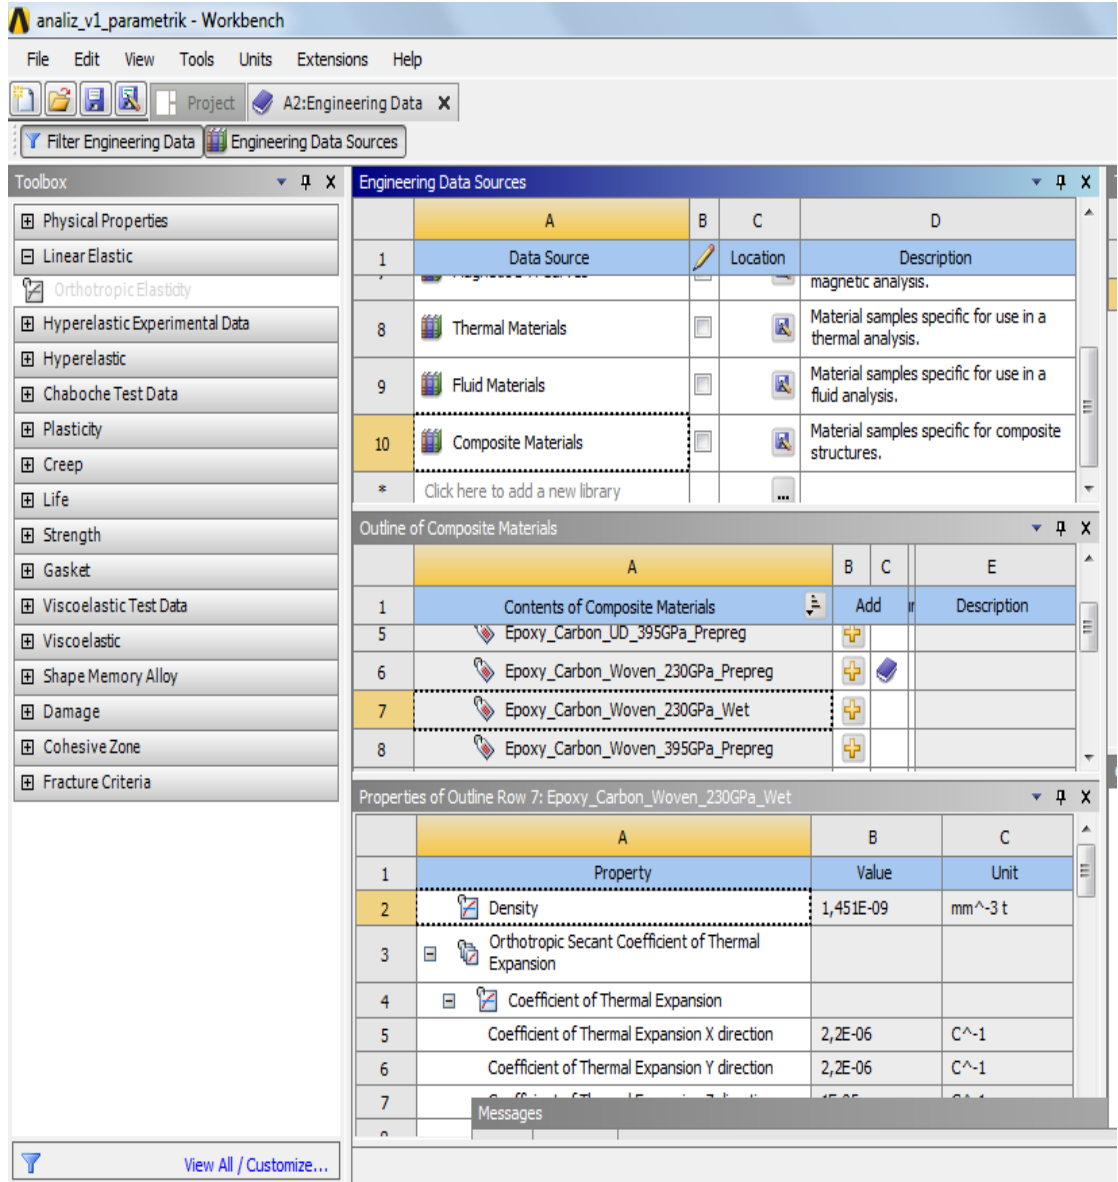 analiz_v1_parametrik - Workbench
File Edit View Tools Units Extensions Help
Project A2:Engineering Data X
Filter Engineering Data Engineering Data Sources
Toolbox
Physical Properties
Linear Elastic
Orthotropic Elasticity
Hyperelastic Experimental Data
Hyperelastic
Chaboche Test Data
Plasticity
Creep
Life
Strength
Gasket
Viscoelastic Test Data
Viscoelastic
Shape Memory Alloy
Damage
Cohesive Zone
Fracture Criteria
View All / Customize...
Engineering Data Sources
A B C D
1 Data Source Location Description
magnetic analysis.
8 Thermal Materials Material samples specific for use in a
thermal analysis.
9 Fluid Materials Material samples specific for use in a
fluid analysis.
10 Composite Materials Material samples specific for composite
structures.
* Click here to add a new library ...
Outline of Composite Materials
A B C E
1 Contents of Composite Materials Add Description
5 Epoxy_Carbon_UD_395GPa_Prepreg
6 Epoxy_Carbon_Woven_230GPa_Prepreg
7 Epoxy_Carbon_Woven_230GPa_Wet
8 Epoxy_Carbon_Woven_395GPa_Prepreg
Properties of Outline Row 7: Epoxy_Carbon_Woven_230GPa_Wet
A B C
1 Property Value Unit
2 Density 1,451E-09 mm^-3 t
3 Orthotropic Secant Coefficient of Thermal
Expansion
4 Coefficient of Thermal Expansion
5 Coefficient of Thermal Expansion X direction 2,2E-06 C^-1
6 Coefficient of Thermal Expansion Y direction 2,2E-06 C^-1
7
Messages